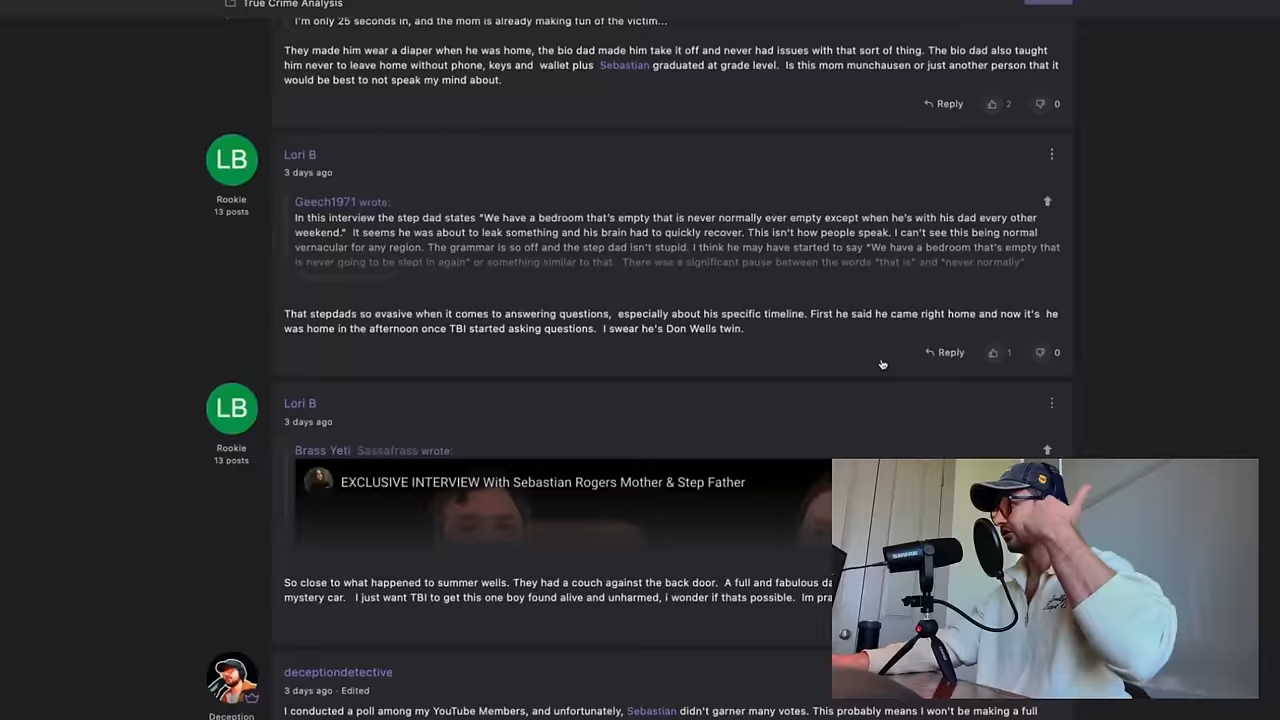 True Crime Analysis
I'm only 25 seconds in, and the mom is already making fun of the victim...
They made him wear a diaper when he was home, the bio dad made him take it off and never had issues with that sort of thing. The bio dad also taught
him never to leave home without phone, keys and wallet plus Sebastian graduated at grade level. Is this mom munchausen or just another person that it
would be best to not speak my mind about.
Reply 2 0
LB
Rookie
13 posts
Lori B
3 days ago
Geech1971 wrote:
In this interview the step dad states "We have a bedroom that's empty that is never normally ever empty except when he's with his dad every other
weekend." It seems he was about to leak something and his brain had to quickly recover. This isn't how people speak. I can't see this being normal
vernacular for any region. The grammar is so off and the step dad isn't stupid. I think he may have started to say "We have a bedroom that's empty that
is never going to be slept in again" or something similar to that. There was a significant pause between the words "that is" and "never normally"
That stepdads so evasive when it comes to answering questions, especially about his specific timeline. First he said he came right home and now it's he
was home in the afternoon once TBI started asking questions. I swear he's Don Wells twin.
Reply 1 0
LB
Rookie
13 posts
Lori B
3 days ago
Brass Yeti Sassafrass wrote:
EXCLUSIVE INTERVIEW With Sebastian Rogers Mother & Step Father
So close to what happened to summer wells. They had a couch against the back door. A full and fabulous da
mystery car. I just want TBI to get this one boy found alive and unharmed, i wonder if thats possible. Im pra
SHURE
Deception
deceptiondetective
3 days ago · Edited
I conducted a poll among my YouTube Members, and unfortunately, Sebastian didn't garner many votes. This probably means I won't be making a full